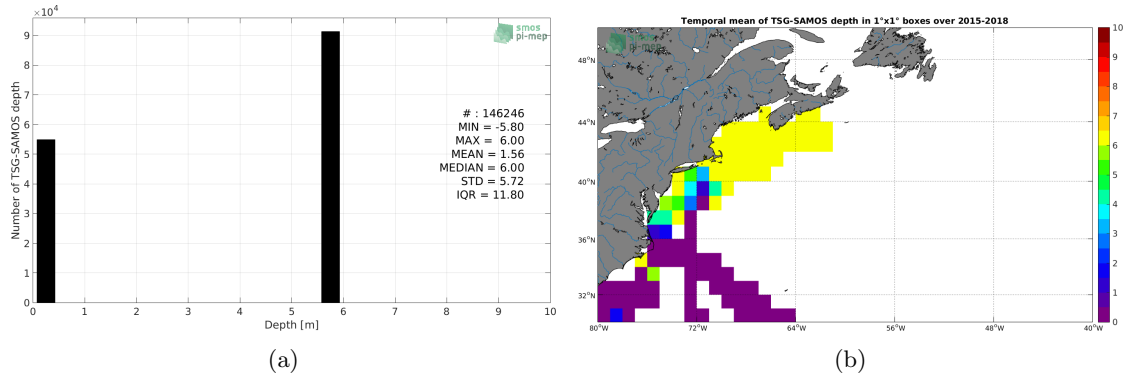 ×10⁴
9
8
7
6
5
4
3
2
1
0
Number of TSG-SAMOS depth
smos
pi-mep
# : 146246
MIN = -5.80
MAX = 6.00
MEAN = 1.56
MEDIAN = 6.00
STD = 5.72
IQR = 11.80
0 1 2 3 4 5 6 7 8 9 10
Depth [m]
(a)
Temporal mean of TSG-SAMOS depth in 1°x1° boxes over 2015-2018
pi-mep
48°N
44°N
40°N
36°N
32°N
80°W 72°W 64°W 56°W 48°W 40°W
10
9
8
7
6
5
4
3
2
1
0
(b)